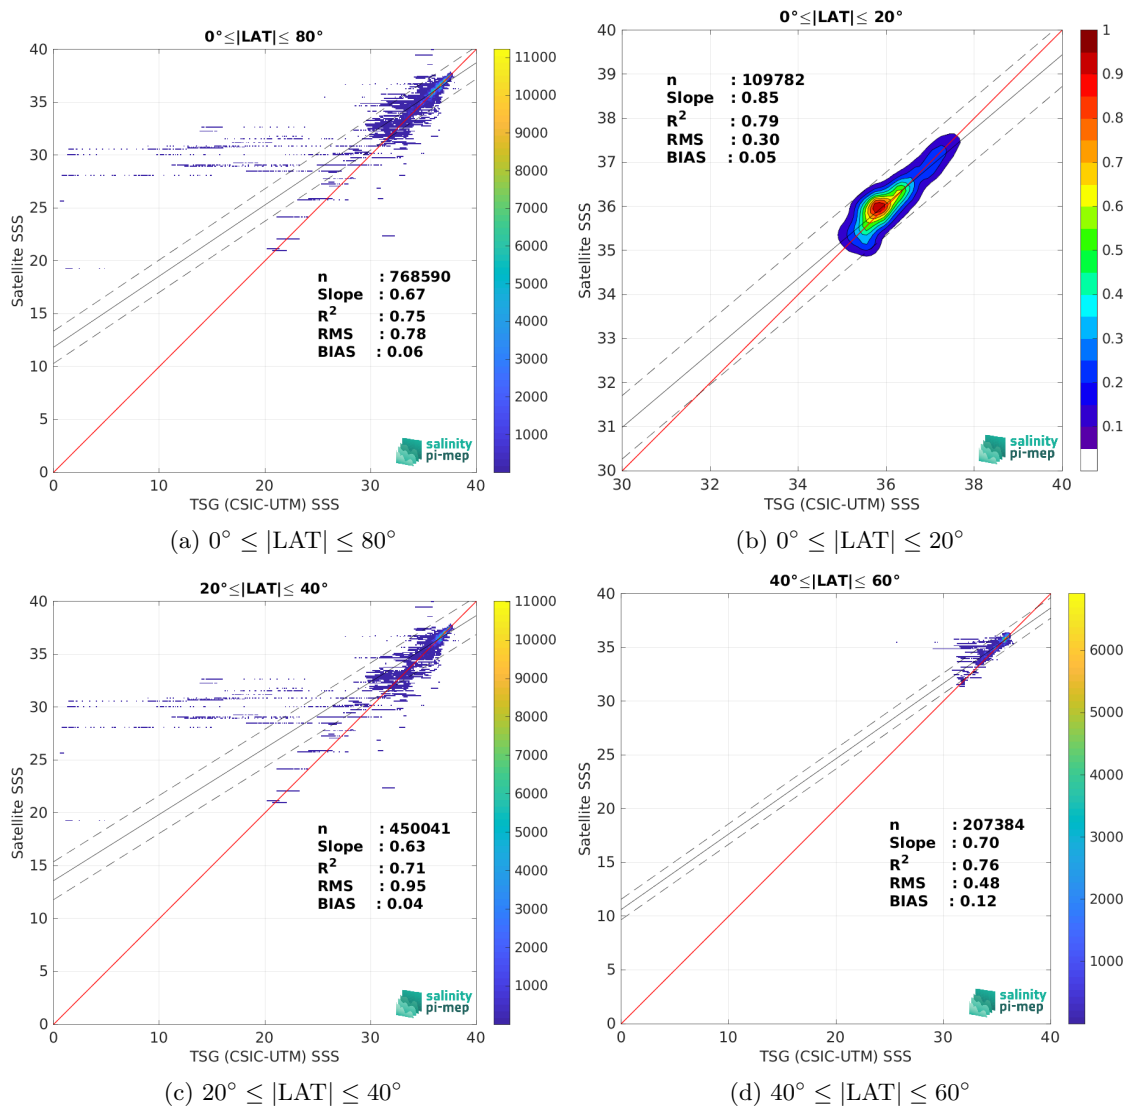 0°≤|LAT|≤ 80°
40
35
30
25
20
15
10
5
0
Satellite SSS
n : 768590
Slope : 0.67
R² : 0.75
RMS : 0.78
BIAS : 0.06
salinity
pi-mep
0 10 20 30 40
TSG (CSIC-UTM) SSS
11000
10000
9000
8000
7000
6000
5000
4000
3000
2000
1000
(a) 0° ≤ |LAT| ≤ 80°
0°≤|LAT|≤ 20°
40
39
38
37
36
35
34
33
32
31
30
Satellite SSS
n : 109782
Slope : 0.85
R² : 0.79
RMS : 0.30
BIAS : 0.05
salinity
pi-mep
30 32 34 36 38 40
TSG (CSIC-UTM) SSS
1
0.9
0.8
0.7
0.6
0.5
0.4
0.3
0.2
0.1
(b) 0° ≤ |LAT| ≤ 20°
20°≤|LAT|≤ 40°
40
35
30
25
20
15
10
5
0
Satellite SSS
n : 450041
Slope : 0.63
R² : 0.71
RMS : 0.95
BIAS : 0.04
salinity
pi-mep
0 10 20 30 40
TSG (CSIC-UTM) SSS
11000
10000
9000
8000
7000
6000
5000
4000
3000
2000
1000
(c) 20° ≤ |LAT| ≤ 40°
40°≤|LAT|≤ 60°
40
35
30
25
20
15
10
5
0
Satellite SSS
n : 207384
Slope : 0.70
R² : 0.76
RMS : 0.48
BIAS : 0.12
salinity
pi-mep
0 10 20 30 40
TSG (CSIC-UTM) SSS
6000
5000
4000
3000
2000
1000
(d) 40° ≤ |LAT| ≤ 60°